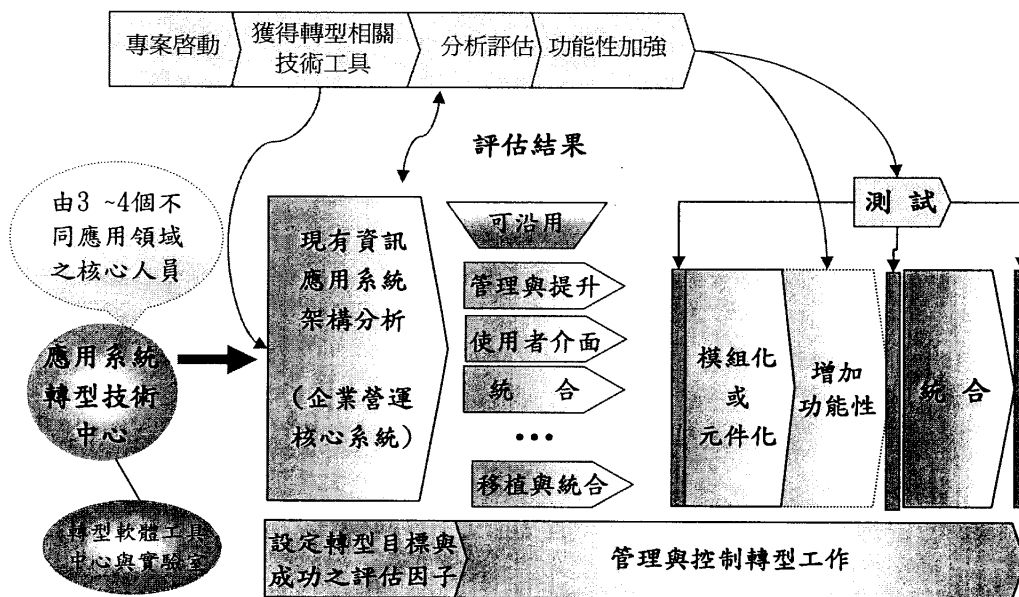 專案啓動
獲得轉型相關
技術工具
分析評估
功能性加強
評估結果
由3 ~4個不
同應用領域
之核心人員
應用系統
轉型技術
中心
轉型軟體工具
中心與實驗室
現有資訊
應用系統
架構分析
(企業營運
核心系統)
可沿用
管理與提升
使用者介面
統 合
•••
移植與統合
測 試
模組化
或
元件化
增加
功能性
統 合
設定轉型目標與
成功之評估因子
管理與控制轉型工作